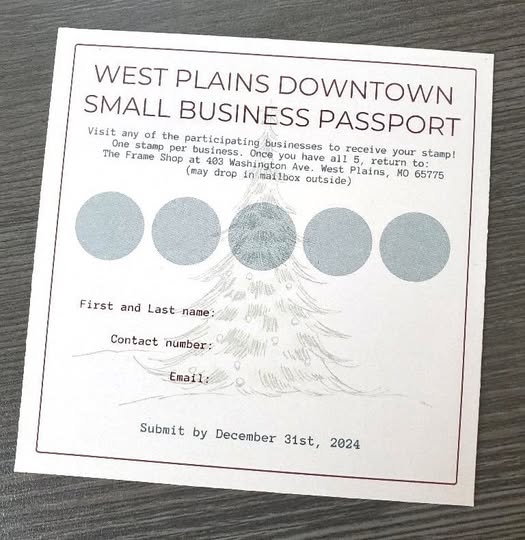 WEST PLAINS DOWNTOWN
SMALL BUSINESS PASSPORT
Visit any of the participating businesses to receive your stamp!
One stamp per business. Once you have all 5, return to:
The Frame Shop at 403 Washington Ave. West Plains, MO 65775
(may drop in mailbox outside)
First and Last name:
Contact number:
Email:
Submit by December 31st, 2024